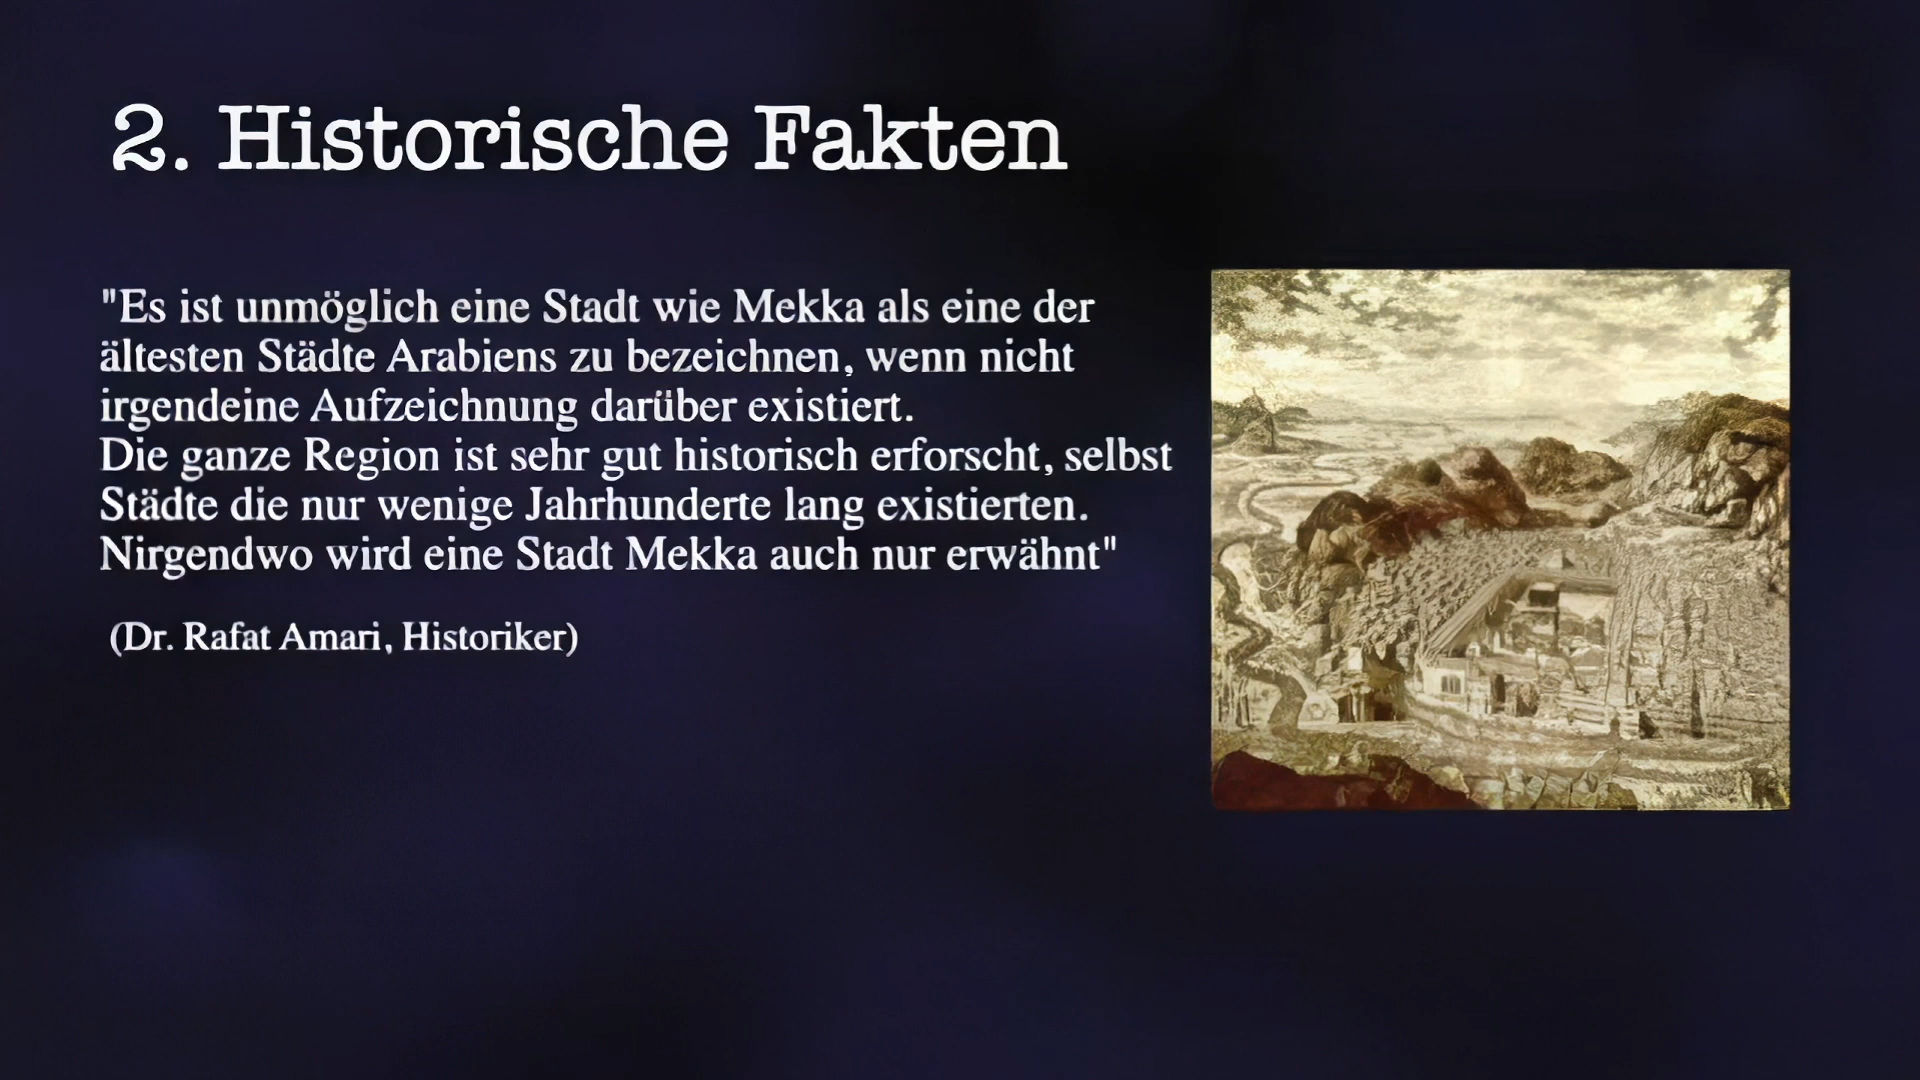 2. Historische Fakten
"Es ist unmöglich eine Stadt wie Mekka als eine der
ältesten Städte Arabiens zu bezeichnen, wenn nicht
irgendeine Aufzeichnung darüber existiert.
Die ganze Region ist sehr gut historisch erforscht, selbst
Städte die nur wenige Jahrhunderte lang existierten.
Nirgendwo wird eine Stadt Mekka auch nur erwähnt"
(Dr. Rafat Amari, Historiker)